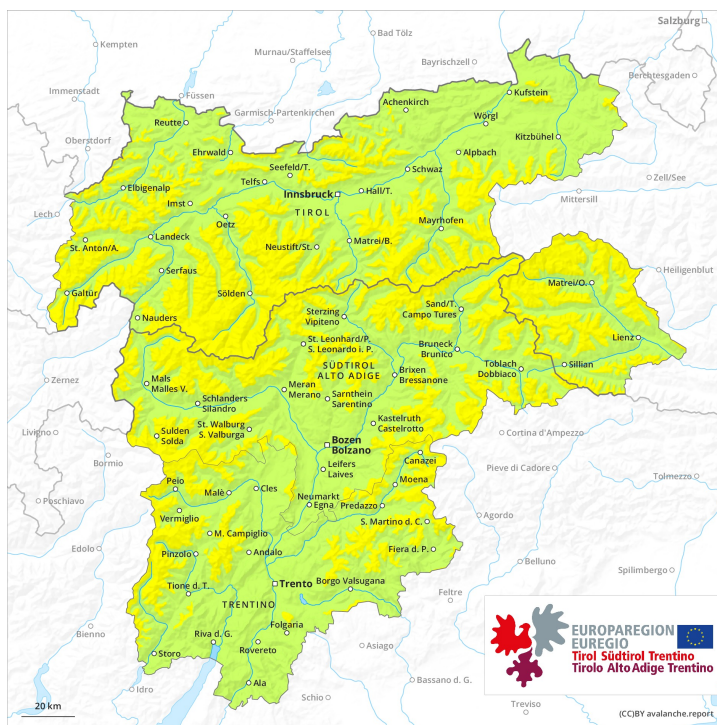 Salzburg
Kempten
Bad Tölz
Murnau/Staffelsee
Bayrischzell
Berchtesgaden
Immenstadt
Füssen
Kufstein
Achenkirch
Garmisch-Partenkirchen
Wörgl
Reutte
Kitzbühel
Oberstdorf
Ehrwald
Alpbach
Seefeld/T.
Schwaz
Telfs
Zell/See
Elbigenalp
Innsbruck
Hall/T.
Mittersill
Imst
TIROL
Lech
Oetz
Mayrhofen
Landeck
St. Anton/A.
Neustift/St.
Matrei/B.
Serfaus
Heiligenblut
Matrei/O.
Galtür
Sölden
Sand/T.
Campo Tures
Nauders
Sterzing
Vipiteno
Lienz
St. Leonhard/P.
S. Leonardo i. P.
Bruneck
Brunico
Toblach
Dobbiaco
Sillian
SÜDTIROL
ALTO ADIGE
Brixen
Bressanone
Zernez
Mals
Malles V.
Meran
Merano
Schlanders
Silandro
Sarnthein
Sarentino
Kastelruth
Castelrotto
St. Walburg
S. Valburga
Livigno
Sulden
Solda
Cortina d'Ampezzo
Bozen
Bolzano
Bormio
Canazei
Pieve di Cadore
Leifers
Laives
Tolmezzo
Peio
Moena
Poschiavo
Malè
Cles
Neumarkt
Egna
Predazzo
Vermiglio
Agordo
S. Martino d. C.
M. Campiglio
Edolo
Pinzolo
Andalo
Fiera d. P.
Belluno
Spilimbergo
Trento
Borgo Valsugana
Tione d. T.
Feltre
TRENTINO
Folgaria
Bienno
Riva d. G.
Rovereto
Storo
Asiago
EUROPAREGION
EUREGIO
Tirol Südtirol Trentino
Tirolo Alto Adige Trentino
Idro
Ala
Schio
Bassano d. G.
20 km
Treviso
(CC)BY avalanche.report